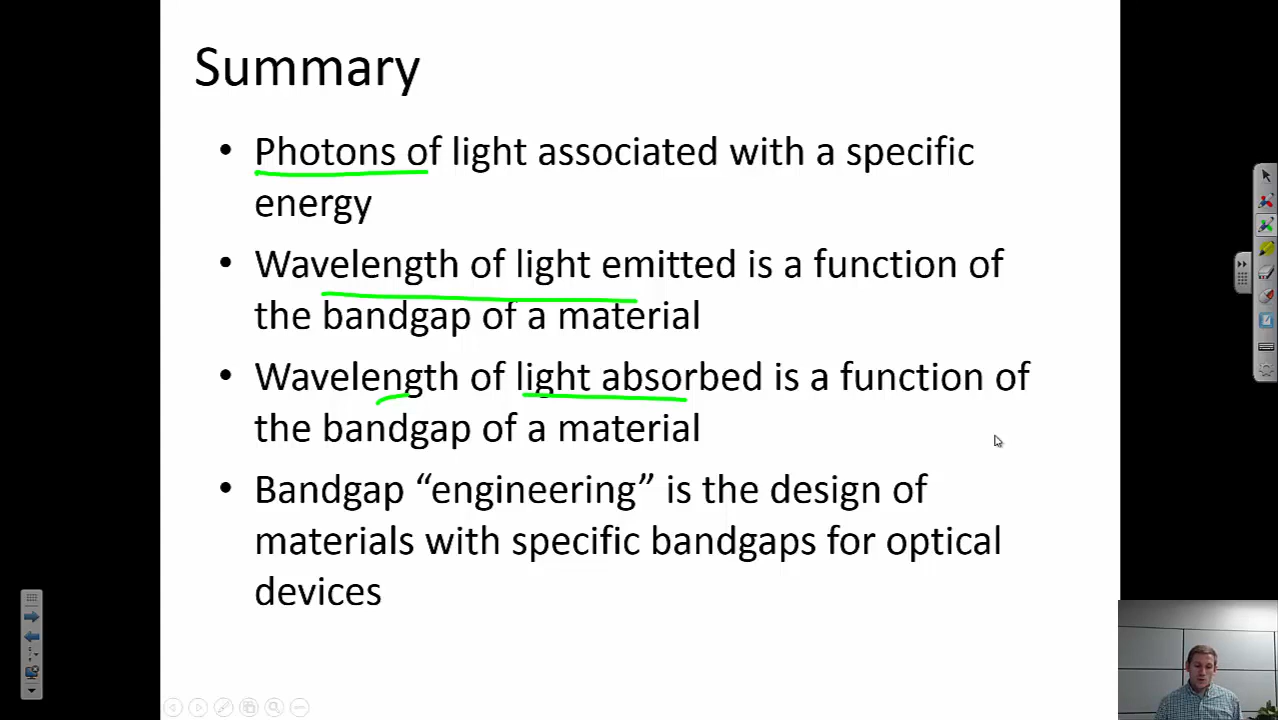 Summary
• Photons of light associated with a specific
energy
• Wavelength of light emitted is a function of
the bandgap of a material
• Wavelength of light absorbed is a function of
the bandgap of a material
• Bandgap “engineering” is the design of
materials with specific bandgaps for optical
devices